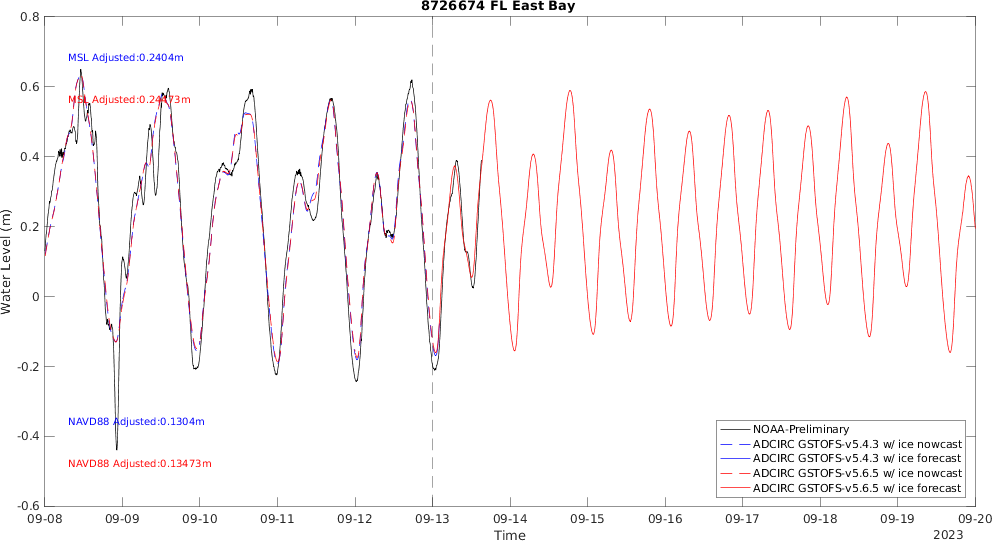 8726674 FL East Bay
Water Level (m)
0.8
0.6
0.4
0.2
0
-0.2
-0.4
-0.6
MSL Adjusted:0.2404m
MSL Adjusted:0.24473m
NAVD88 Adjusted:0.1304m
NAVD88 Adjusted:0.13473m
NOAA-Preliminary
ADCIRC GSTOFS-v5.4.3 w/ ice nowcast
ADCIRC GSTOFS-v5.4.3 w/ ice forecast
ADCIRC GSTOFS-v5.6.5 w/ ice nowcast
ADCIRC GSTOFS-v5.6.5 w/ ice forecast
09-08 09-09 09-10 09-11 09-12 09-13 09-14 09-15 09-16 09-17 09-18 09-19 09-20
Time
2023